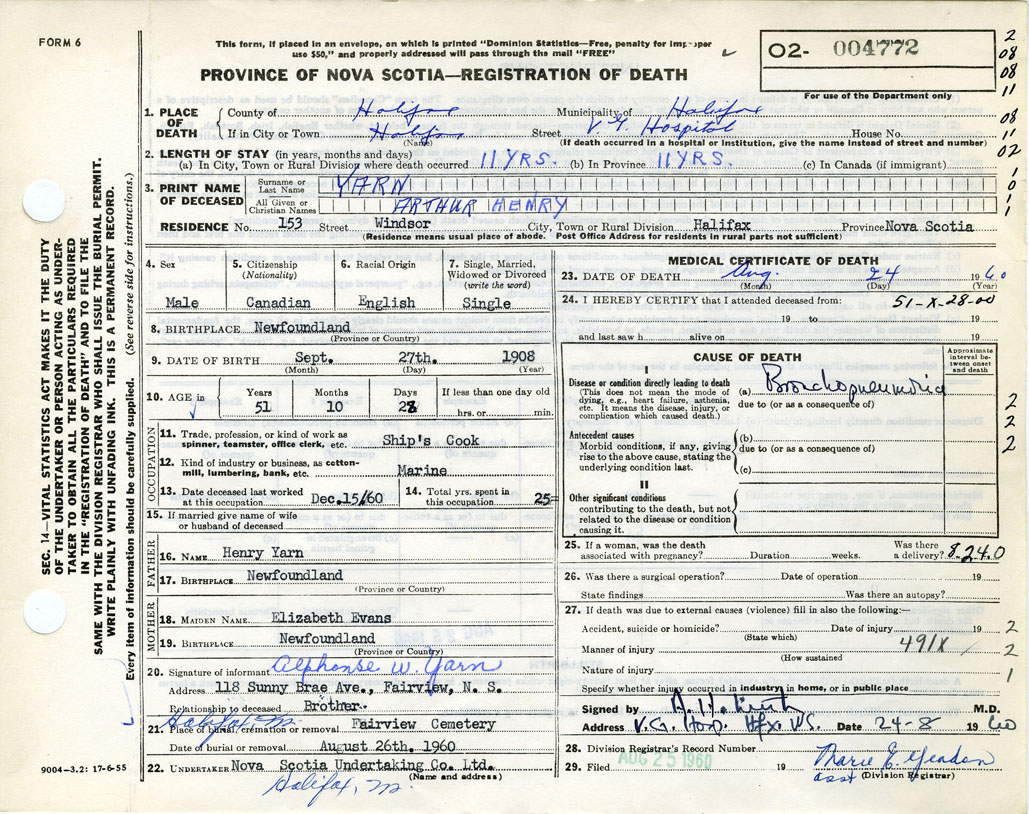 FORM 6
This form, if placed in an envelope, on which is printed "Dominion Statistics—Free, penalty for improper
use $50," and properly addressed will pass through the mail "FREE"
PROVINCE OF NOVA SCOTIA—REGISTRATION OF DEATH
O2- 004772
For use of the Department only
2
08
08
11
08
11
02
1
0
1
1
SEC. 14—VITAL STATISTICS ACT MAKES IT THE DUTY
OF THE UNDERTAKER OR PERSON ACTING AS UNDER-
TAKER TO OBTAIN ALL THE PARTICULARS REQUIRED
IN THE "REGISTRATION OF DEATH" AND FILE THE
SAME WITH THE DIVISION REGISTRAR WHO SHALL ISSUE THE BURIAL PERMIT.
WRITE PLAINLY WITH UNFADING INK. THIS IS A PERMANENT RECORD.
Every item of information should be carefully supplied. (See reverse side for instructions.)
1. PLACE OF DEATH
County of Halifax Municipality of Halifax
If in City or Town Halifax Street V.G. Hospital House No.
(Name) (If death occurred in a hospital or institution, give the name instead of street and number)
2. LENGTH OF STAY (in years, months and days)
(a) In City, Town or Rural Division where death occurred 11 YRS. (b) In Province 11 YRS. (c) In Canada (if immigrant)
3. PRINT NAME OF DECEASED
Surname or Last Name YARN
All Given or Christian Names ARTHUR HENRY
RESIDENCE No. 153 Street Windsor City, Town or Rural Division Halifax Province Nova Scotia
(Residence means usual place of abode. Post Office Address for residents in rural parts not sufficient)
4. Sex
Male
5. Citizenship
(Nationality)
Canadian
6. Racial Origin
English
7. Single, Married,
Widowed or Divorced
(write the word)
Single
8. BIRTHPLACE Newfoundland
(Province or Country)
9. DATE OF BIRTH Sept. 27th. 1908
(Month) (Day) (Year)
10. AGE in
Years 51
Months 10
Days 28
If less than one day old
hrs. or min.
OCCUPATION
11. Trade, profession, or kind of work as
spinner, teamster, office clerk, etc. Ship's Cook
12. Kind of industry or business, as cotton-
mill, lumbering, bank, etc. Marine
13. Date deceased last worked
at this occupation Dec.15/60
14. Total yrs. spent in
this occupation 25
15. If married give name of wife
or husband of deceased
FATHER
16. NAME Henry Yarn
17. BIRTHPLACE Newfoundland
(Province or Country)
MOTHER
18. MAIDEN NAME Elizabeth Evans
19. BIRTHPLACE Newfoundland
(Province or Country)
20. Signature of informant Alphonse W. Yarn
Address 118 Sunny Brae Ave., Fairview, N. S.
Relationship to deceased Brother
21. Place of burial, cremation or removal Fairview Cemetery
Date of burial or removal August 26th. 1960
22. UNDERTAKER Nova Scotia Undertaking Co. Ltd.
(Name and address)
9004—3.2: 17-6-55
MEDICAL CERTIFICATE OF DEATH
23. DATE OF DEATH Aug. 24 1960
(Month) (Day) (Year)
24. I HEREBY CERTIFY that I attended deceased from: 51-X-28-00
19 to 19
and last saw h alive on 19
CAUSE OF DEATH
Approximate interval between onset and death
I
Disease or condition directly leading to death
(This does not mean the mode of
dying, e.g., heart failure, asthenia,
etc. It means the disease, injury, or
complication which caused death.)
(a) Bronchopneumonia
due to (or as a consequence of)
Antecedent causes
Morbid conditions, if any, giving
rise to the above cause, stating the
underlying condition last.
(b)
due to (or as a consequence of)
(c)
II
Other significant conditions
contributing to the death, but not
related to the disease or condition
causing it.
2
2
2
2
25. If a woman, was the death
associated with pregnancy? Duration weeks. Was there
a delivery? 8.24.0
26. Was there a surgical operation? Date of operation 19
State findings Was there an autopsy?
27. If death was due to external causes (violence) fill in also the following:—
Accident, suicide or homicide? Date of injury 19 2
(State which)
Manner of injury 491X 2
(How sustained
Nature of injury 1
Specify whether injury occurred in industry, in home, or in public place
Signed by M.D.
Address V.G. Hosp. Hfx. Date 24-8 1960
28. Division Registrar's Record Number
29. Filed AUG 25 1960 19
Marie E.
asst (Division Registrar)